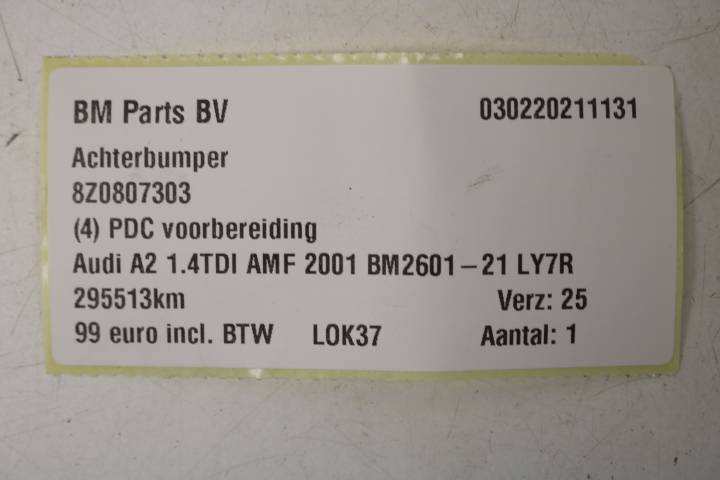 BM Parts BV 030220211131
Achterbumper
8Z0807303
(4) PDC voorbereiding
Audi A2 1.4TDI AMF 2001 BM2601-21 LY7R
295513km Verz: 25
99 euro incl. BTW LOK37 Aantal: 1